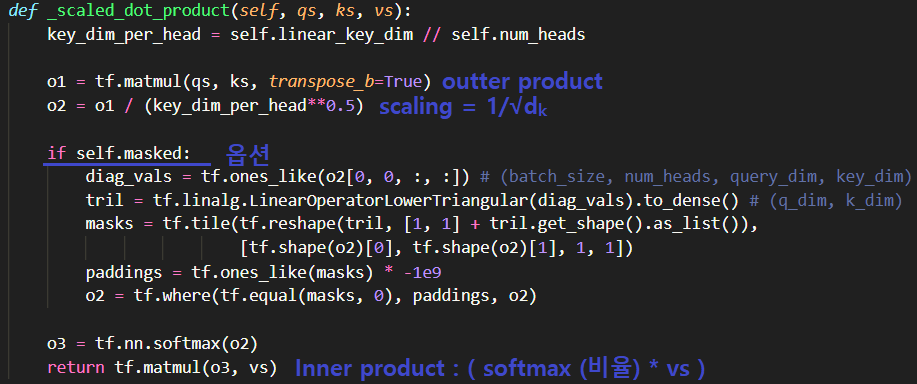 def _scaled_dot_product(self, qs, ks, vs):
key_dim_per_head = self.linear_key_dim // self.num_heads
o1 = tf.matmul(qs, ks, transpose_b=True) outter product
o2 = o1 / (key_dim_per_head**0.5) scaling = 1/√dₖ
if self.masked: 옵션
diag_vals = tf.ones_like(o2[0, 0, :, :]) # (batch_size, num_heads, query_dim, key_dim)
tril = tf.linalg.LinearOperatorLowerTriangular(diag_vals).to_dense() # (q_dim, k_dim)
masks = tf.tile(tf.reshape(tril, [1, 1] + tril.get_shape().as_list()),
[tf.shape(o2)[0], tf.shape(o2)[1], 1, 1])
paddings = tf.ones_like(masks) * -1e9
o2 = tf.where(tf.equal(masks, 0), paddings, o2)
o3 = tf.nn.softmax(o2)
return tf.matmul(o3, vs) Inner product : ( softmax (비율) * vs )